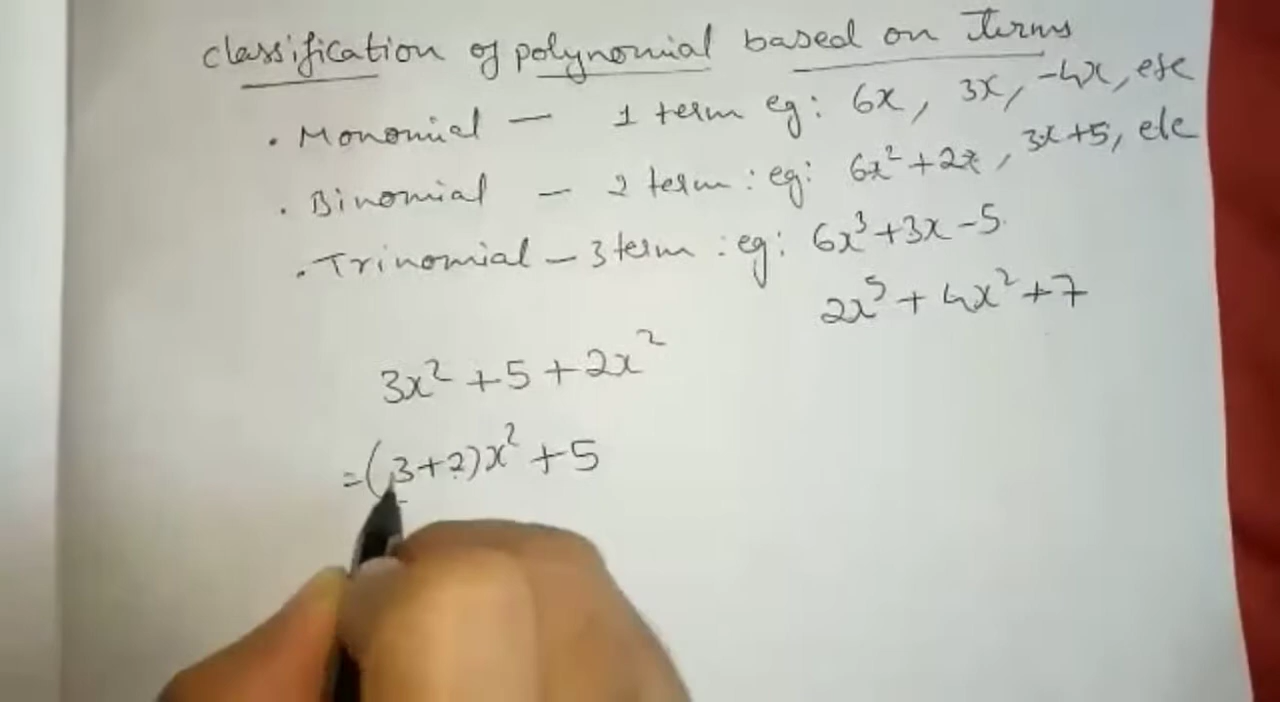 classification of polynomial based on Terms
. Monomial — 1 term eg: 6x, 3x, -4x, etc
. Binomial — 2 term: eg: 6x² + 2x, 3x+5, etc
. Trinomial — 3 term: eg: 6x³+3x-5
2x⁵ + 4x² + 7
3x² + 5 + 2x²
= (3+2)x² + 5